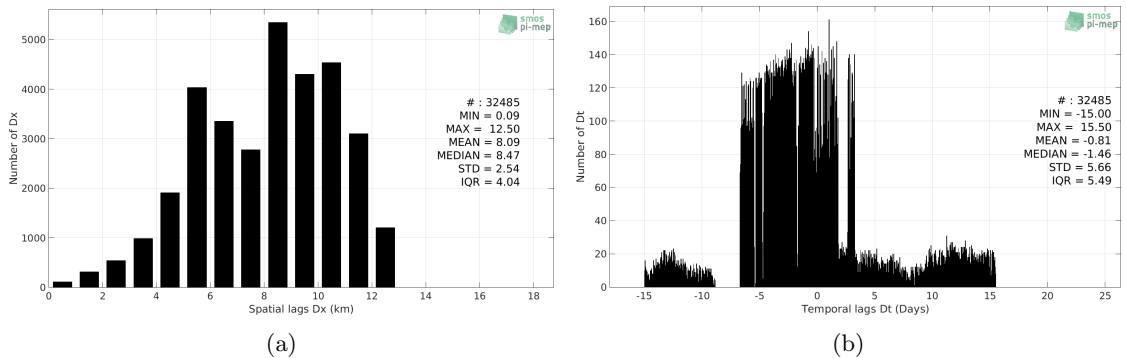 smos
pi-mep
5000
4000
3000
2000
1000
0
Number of Dx
# : 32485
MIN = 0.09
MAX = 12.50
MEAN = 8.09
MEDIAN = 8.47
STD = 2.54
IQR = 4.04
0 2 4 6 8 10 12 14 16 18
Spatial lags Dx (km)
(a)
smos
pi-mep
160
140
120
100
80
60
40
20
0
Number of Dt
# : 32485
MIN = -15.00
MAX = 15.50
MEAN = -0.81
MEDIAN = -1.46
STD = 5.66
IQR = 5.49
-15 -10 -5 0 5 10 15 20 25
Temporal lags Dt (Days)
(b)